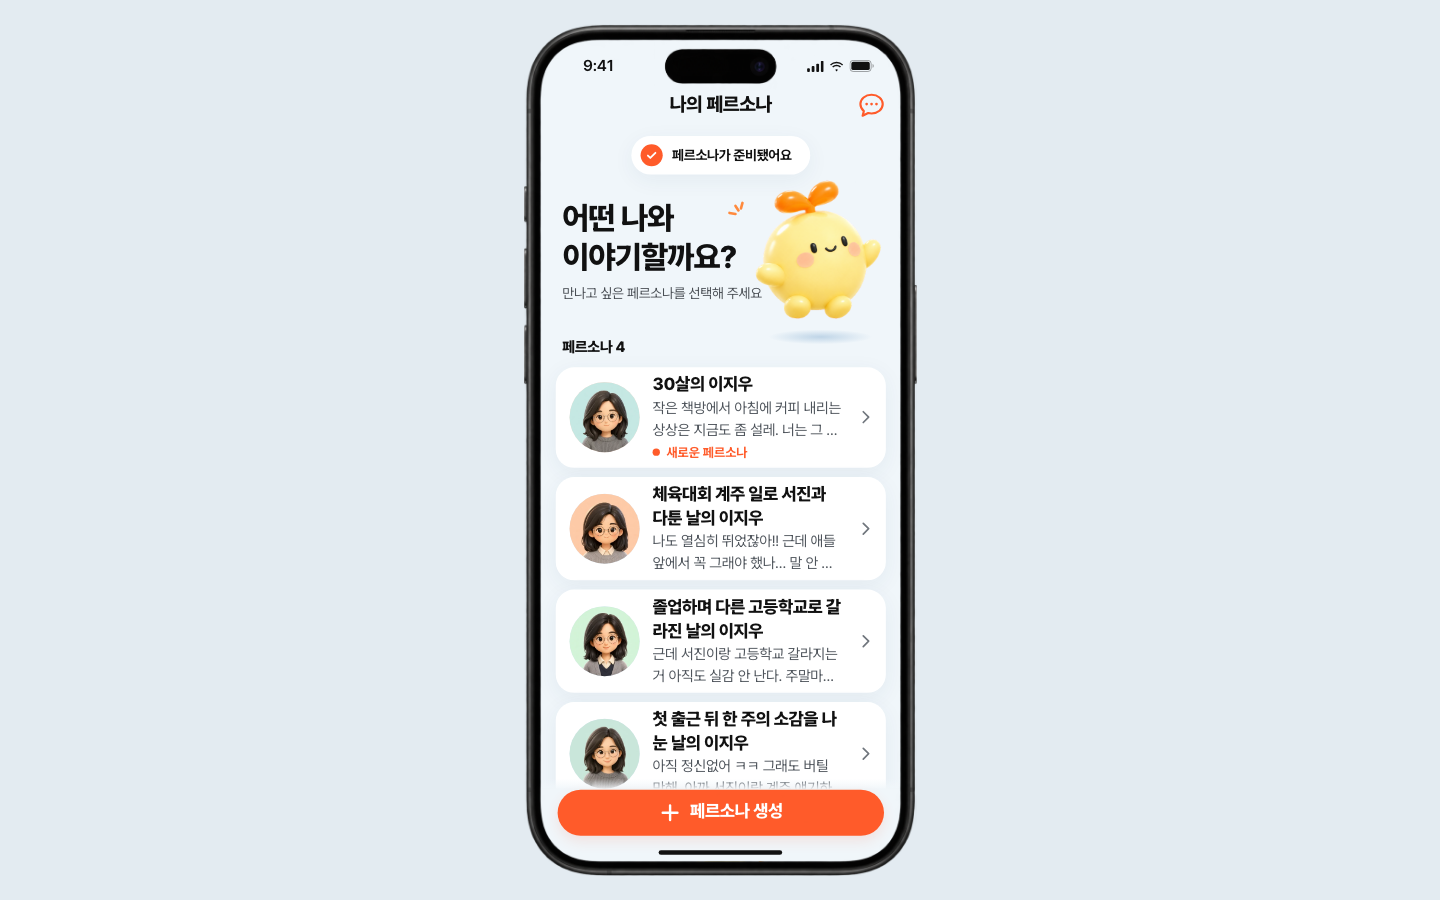 9:41
나의 페르소나
페르소나가 준비됐어요
어떤 나와
이야기할까요?
만나고 싶은 페르소나를 선택해 주세요
페르소나 4
30살의 이지우
작은 책방에서 아침에 커피 내리는
상상은 지금도 좀 설레. 너는 그 ...
새로운 페르소나
체육대회 계주 일로 서진과
다툰 날의 이지우
나도 열심히 뛰었잖아!! 근데 애들
앞에서 꼭 그래야 했나... 말 안 ...
졸업하며 다른 고등학교로 갈
라진 날의 이지우
근데 서진이랑 고등학교 갈라지는
거 아직도 실감 안 난다. 주말마...
첫 출근 뒤 한 주의 소감을 나
눈 날의 이지우
아직 정신없어 ㅋㅋ 그래도 버틸
서진이랑 계주 얘기하
페르소나 생성